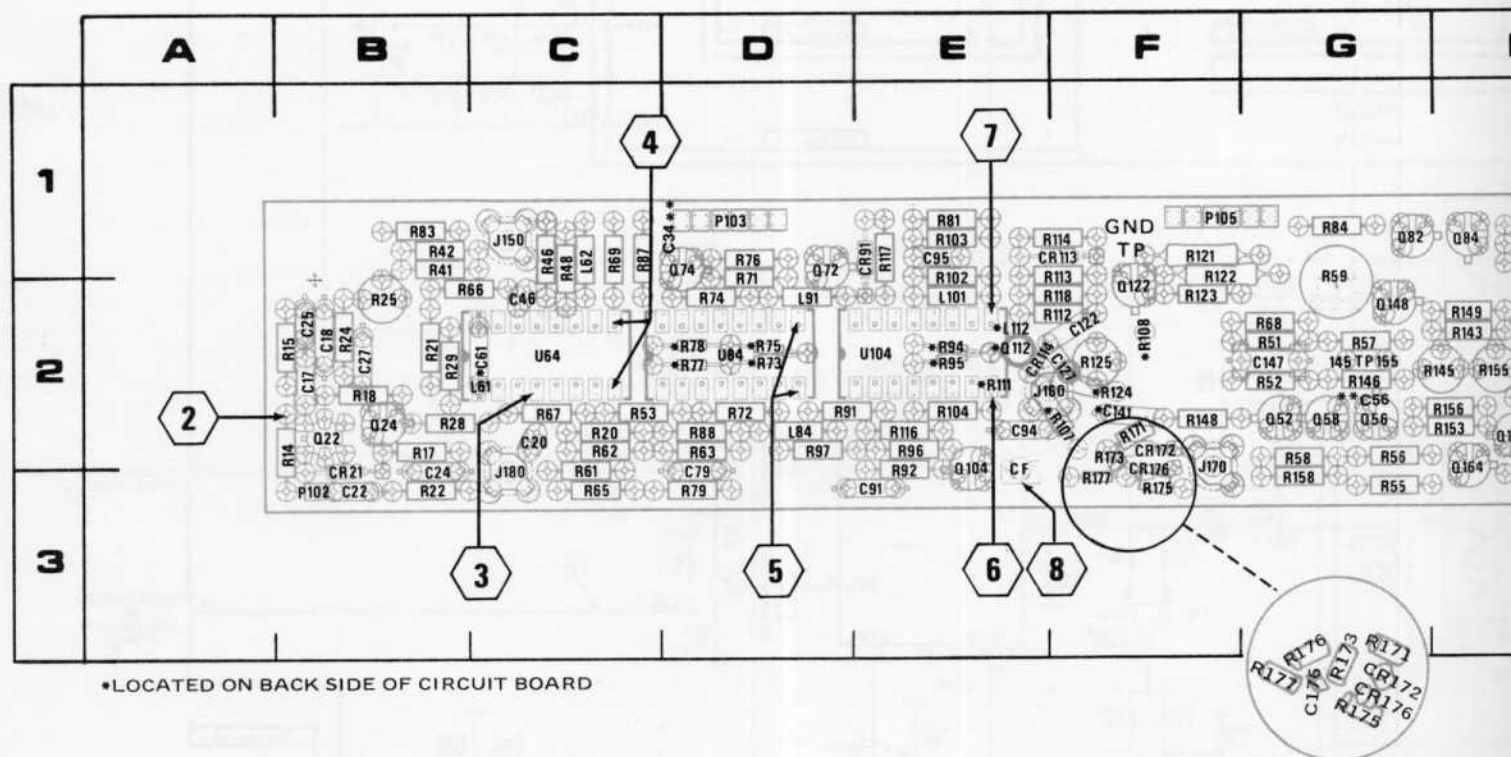 A B C D E F G
4 7
1
C34**
P103 R81 P105
R83 J150 R103 GND R84 Q82 Q84
R42 R46 R48 L62 R69 R87 Q74 R76 Q72 CR91 R117 C95 R114 TP R121
R41 R71 R102 CR113 R59
R113 Q122 R122
R66 C46 R74 L91 L101 R118 R123 Q148
R25 R112 C122 R149
R15 C25 C18 R24 C27 R21 R29 *C61 U64 *R78 U84 *R75 U104 *R94 *L112 *Q112 CR114 C127 R125 *R108 R68 R143
R51 R57
2
*R77 *R73 *R95 C147 145 TP155 R145 R155
C17 L61 *R111 J160 *R124 R52 R146
R18 **C56
2 R67 R53 R72 R91 R104 *C141 R148 R156
Q22 Q24 R28 C20 R20 R88 L84 R116 C94 *R107 R171 Q52 Q58 Q56 R153
R14 R17 R62 R63 R97 R96 R173 CR172 R58 R56
CR21 C24 J180 R61 C79 R92 Q104 CF R177 CR176 J170 R158 Q164
P102 C22 R22 R65 R79 C91 R175 R55
3
3 5 6 8
R176 R173 R171
R177 C176 CR172
CR176
R175
*LOCATED ON BACK SIDE OF CIRCUIT BOARD